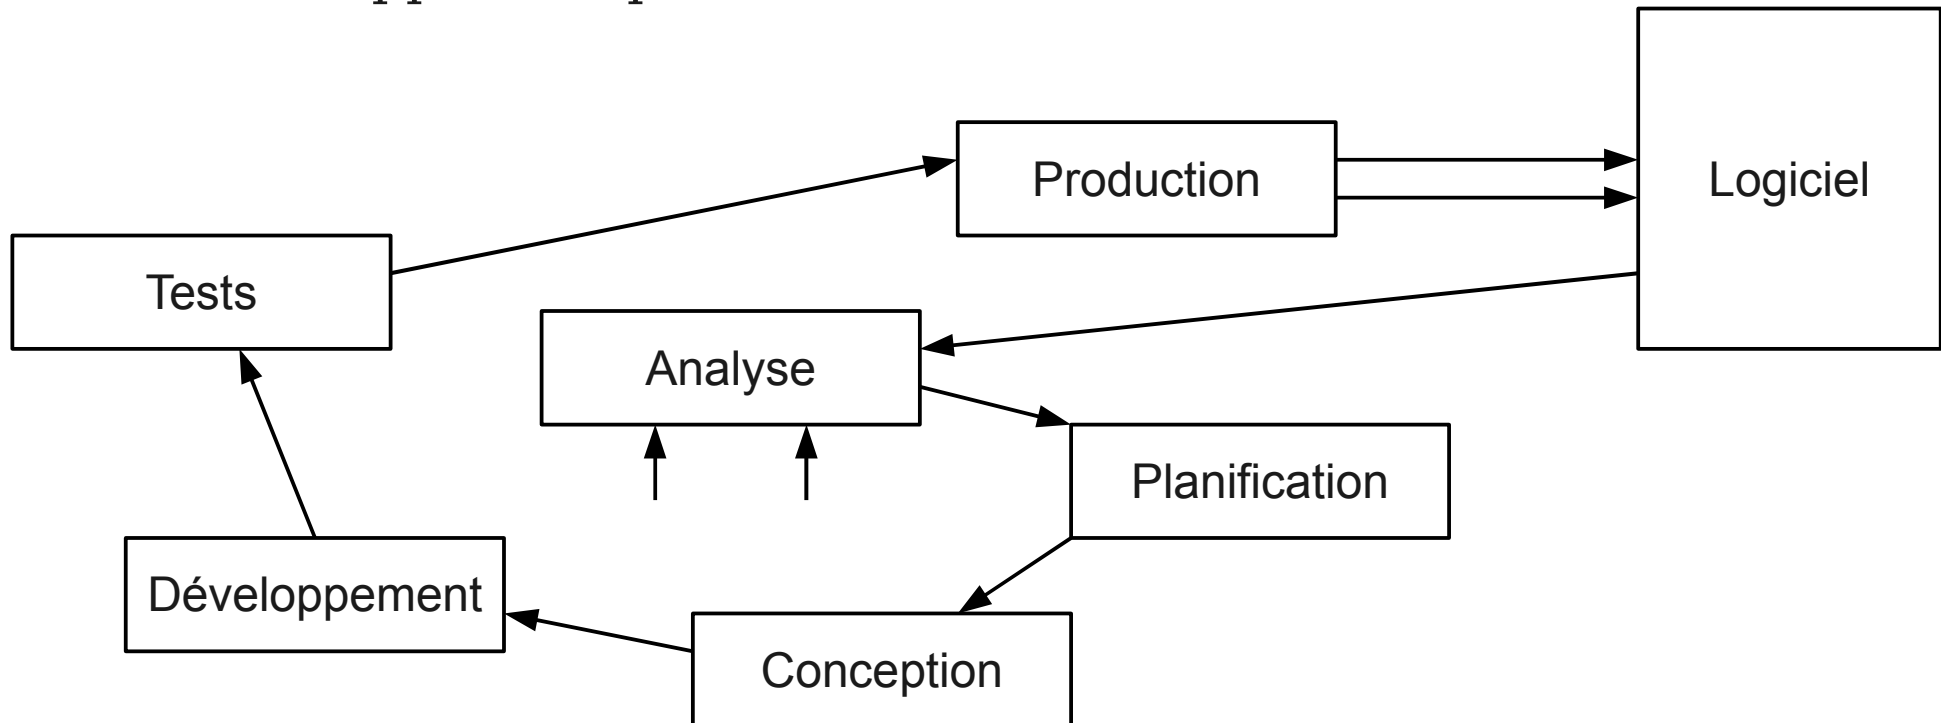 Production
Logiciel
Tests
Analyse
Planification
Développement
Conception